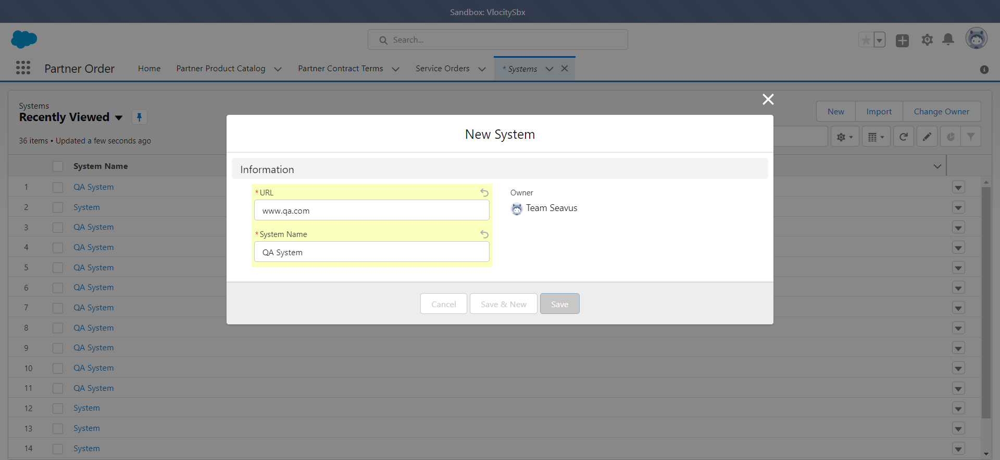 Sandbox: VlocitySbx
Search...
Partner Order
Home
Partner Product Catalog
Partner Contract Terms
Service Orders
* Systems
Systems
Recently Viewed
36 items • Updated a few seconds ago
New
Import
Change Owner
System Name
1 QA System
2 System
3 QA System
4 QA System
5 QA System
6 QA System
7 QA System
8 QA System
9 QA System
10 QA System
11 QA System
12 System
13 System
14 System
New System
Information
*URL
www.qa.com
*System Name
QA System
Owner
Team Seavus
Cancel
Save & New
Save